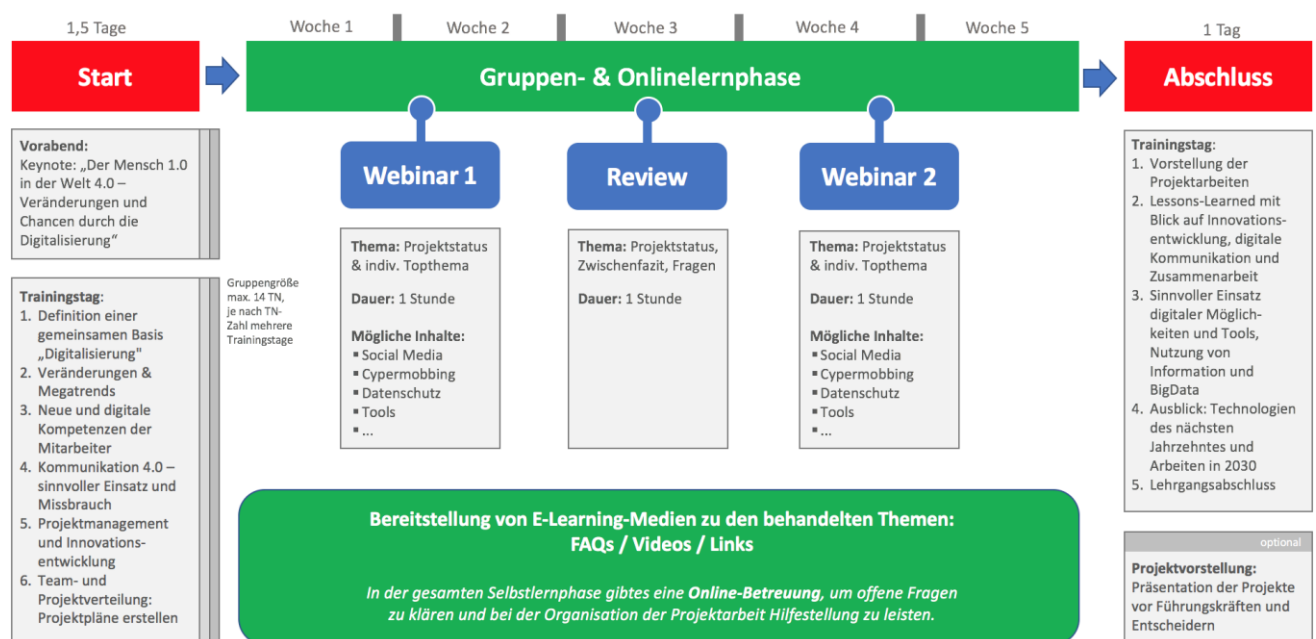 1,5 Tage
Woche 1
Woche 2
Woche 3
Woche 4
Woche 5
1 Tag
Start
Gruppen- & Onlinelernphase
Abschluss
Vorabend:
Keynote: „Der Mensch 1.0
in der Welt 4.0 –
Veränderungen und
Chancen durch die
Digitalisierung“
Trainingstag:
1. Definition einer
gemeinsamen Basis
„Digitalisierung"
2. Veränderungen &
Megatrends
3. Neue und digitale
Kompetenzen der
Mitarbeiter
4. Kommunikation 4.0 –
sinnvoller Einsatz und
Missbrauch
5. Projektmanagement
und Innovations-
entwicklung
6. Team- und
Projektverteilung:
Projektpläne erstellen
Gruppengröße
max. 14 TN,
je nach TN-
Zahl mehrere
Trainingstage
Webinar 1
Thema: Projektstatus
& indiv. Topthema
Dauer: 1 Stunde
Mögliche Inhalte:
▪ Social Media
▪ Cypermobbing
▪ Datenschutz
▪ Tools
▪ ...
Review
Thema: Projektstatus,
Zwischenfazit, Fragen
Dauer: 1 Stunde
Webinar 2
Thema: Projektstatus
& indiv. Topthema
Dauer: 1 Stunde
Mögliche Inhalte:
▪ Social Media
▪ Cypermobbing
▪ Datenschutz
▪ Tools
▪ ...
Bereitstellung von E-Learning-Medien zu den behandelten Themen:
FAQs / Videos / Links
In der gesamten Selbstlernphase gibtes eine Online-Betreuung, um offene Fragen
zu klären und bei der Organisation der Projektarbeit Hilfestellung zu leisten.
Trainingstag:
1. Vorstellung der
Projektarbeiten
2. Lessons-Learned mit
Blick auf Innovations-
entwicklung, digitale
Kommunikation und
Zusammenarbeit
3. Sinnvoller Einsatz
digitaler Möglich-
keiten und Tools,
Nutzung von
Information und
BigData
4. Ausblick: Technologien
des nächsten
Jahrzehntes und
Arbeiten in 2030
5. Lehrgangsabschluss
optional
Projektvorstellung:
Präsentation der Projekte
vor Führungskräften und
Entscheidern